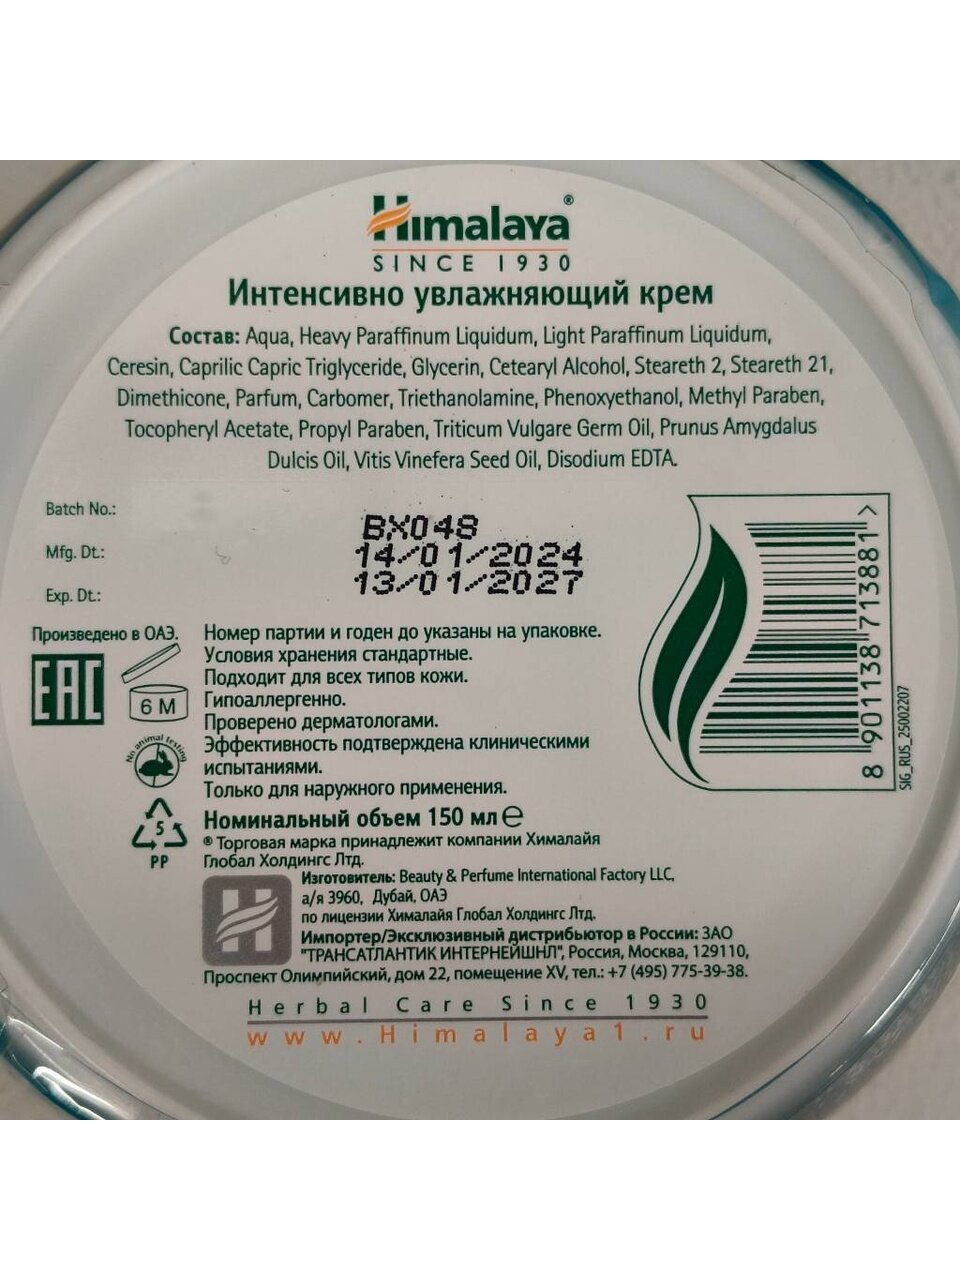 Himalaya®
SINCE 1930
Интенсивно увлажняющий крем
Состав: Aqua, Heavy Paraffinum Liquidum, Light Paraffinum Liquidum,
Ceresin, Caprilic Capric Triglyceride, Glycerin, Cetearyl Alcohol, Steareth 2, Steareth 21,
Dimethicone, Parfum, Carbomer, Triethanolamine, Phenoxyethanol, Methyl Paraben,
Tocopheryl Acetate, Propyl Paraben, Triticum Vulgare Germ Oil, Prunus Amygdalus
Dulcis Oil, Vitis Vinefera Seed Oil, Disodium EDTA.
Batch No.:
BX048
Mfg. Dt.:
14/01/2024
Exp. Dt.:
13/01/2027
Произведено в ОАЭ.
EAC
6 M
No animal testing
5
PP
Номер партии и годен до указаны на упаковке.
Условия хранения стандартные.
Подходит для всех типов кожи.
Гипоаллергенно.
Проверено дерматологами.
Эффективность подтверждена клиническими
испытаниями.
Только для наружного применения.
Номинальный объем 150 мл ℮
® Торговая марка принадлежит компании Хималайя
Глобал Холдингс Лтд.
Изготовитель: Beauty & Perfume International Factory LLC,
а/я 3960, Дубай, ОАЭ
по лицензии Хималайя Глобал Холдингс Лтд.
Импортер/Эксклюзивный дистрибьютор в России: ЗАО
"ТРАНСАТЛАНТИК ИНТЕРНЕЙШНЛ", Россия, Москва, 129110,
Проспект Олимпийский, дом 22, помещение XV, тел.: +7 (495) 775-39-38.
Herbal Care Since 1930
www.Himalaya1.ru
8 901138 713881 >
SIG_RUS_25002207